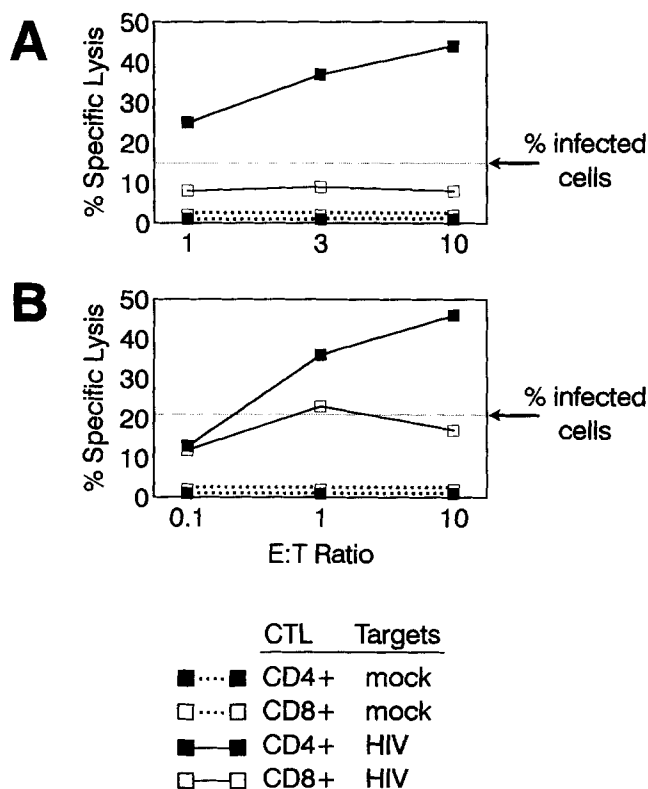 A
% Specific Lysis
50
40
30
20
10
0
1 3 10
% infected
cells
B
% Specific Lysis
50
40
30
20
10
0
0.1 1 10
E:T Ratio
% infected
cells
CTL Targets
CD4+ mock
CD8+ mock
CD4+ HIV
CD8+ HIV